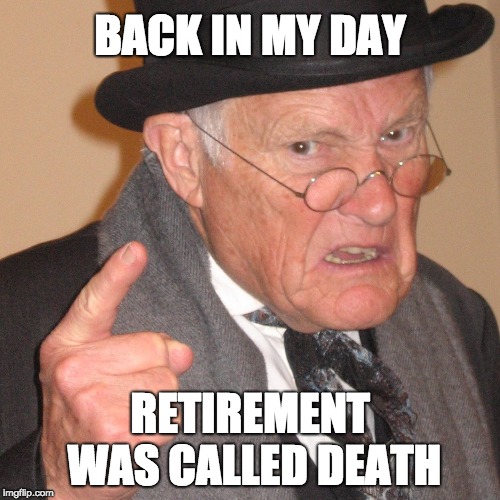 BACK IN MY DAY
RETIREMENT
WAS CALLED DEATH
imgflip.com